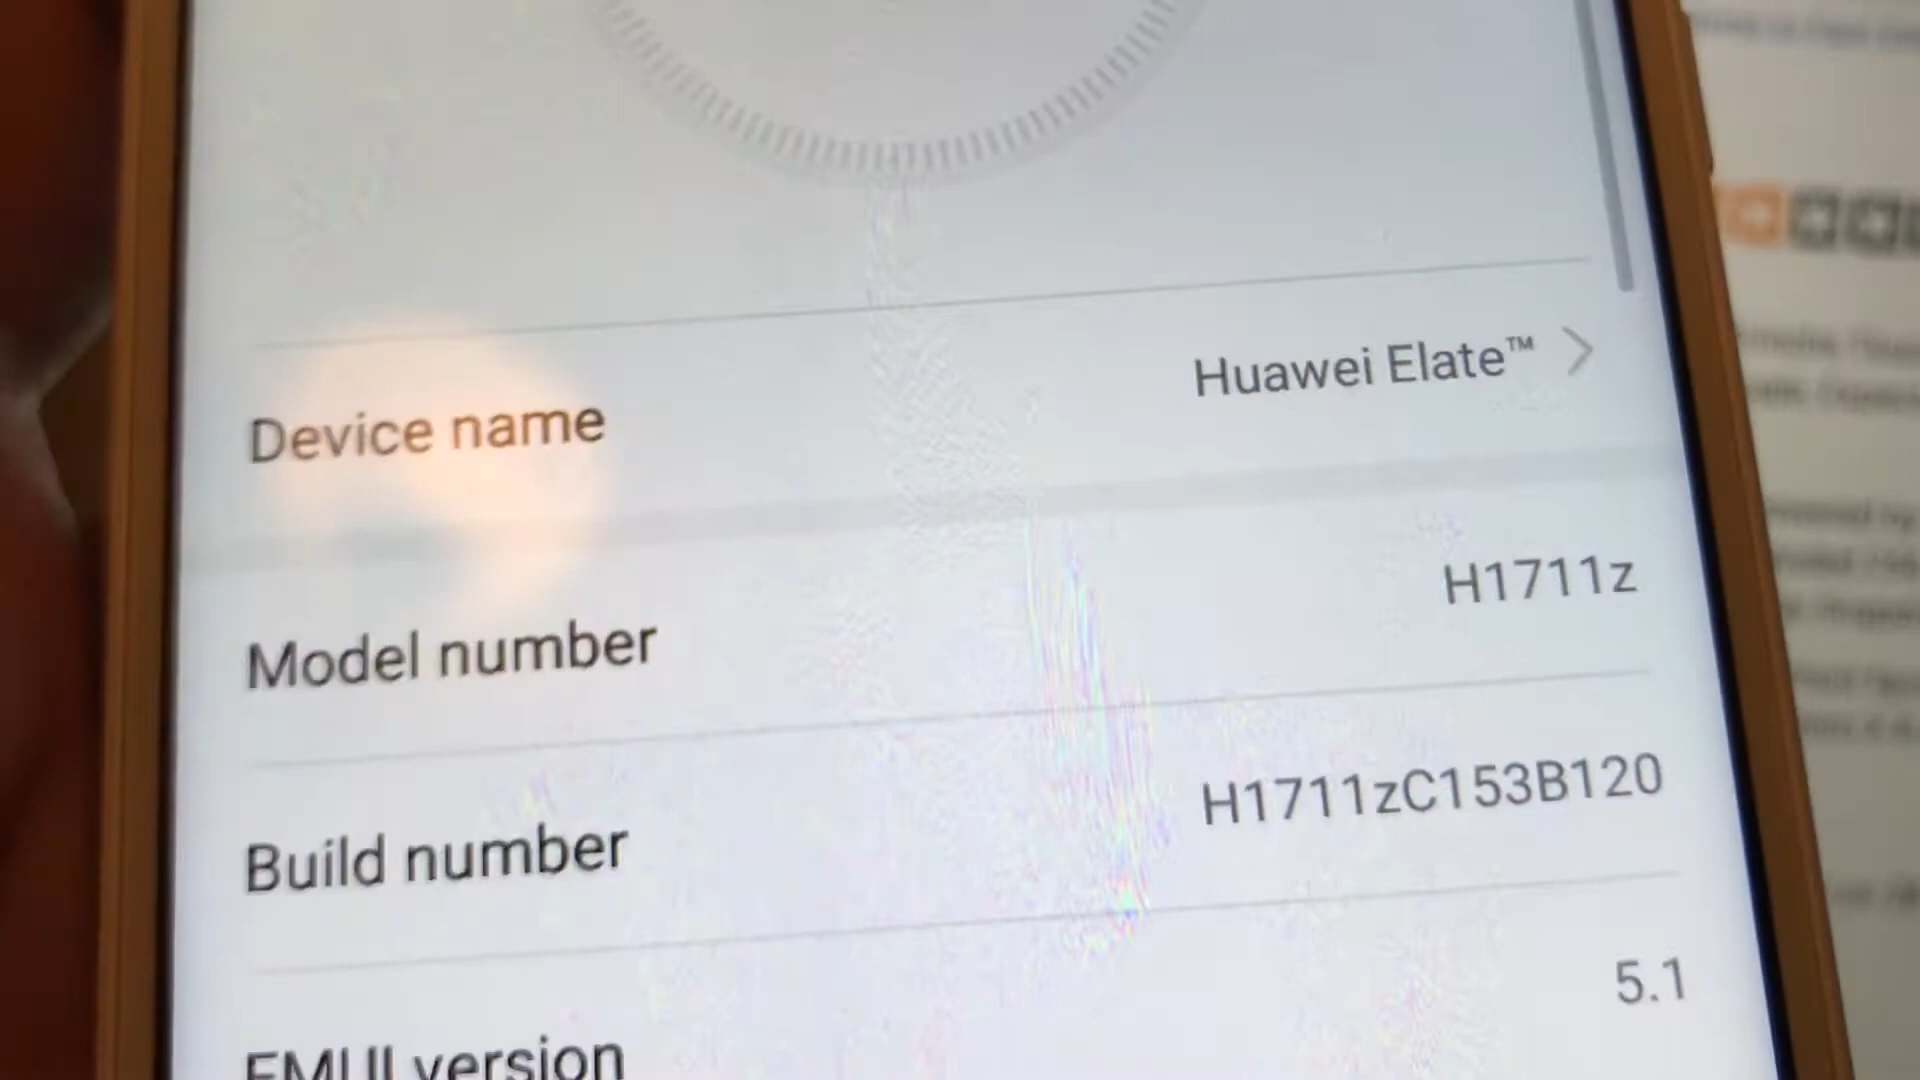 Device name
Huawei Elate™
Model number
H1711z
Build number
H1711zC153B120
EMUI version
5.1